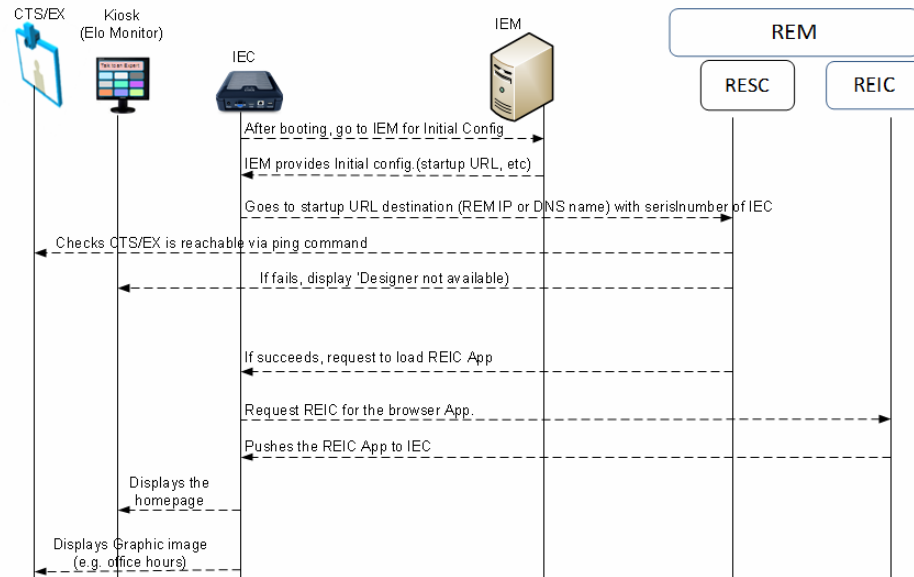 CTS/EX
Kiosk
(Elo Monitor)
IEC
IEM
REM
RESC
REIC
After booting, go to IEM for Initial Config
IEM provides Initial config.(startup URL, etc)
Goes to startup URL destination (REM IP or DNS name) with serislnumber of IEC
Checks CTS/EX is reachable via ping command
If fails, display 'Designer not available)
If succeeds, request to load REIC App
Request REIC for the browser App.
Pushes the REIC App to IEC
Displays the
homepage
Displays Graphic image
(e.g. office hours)